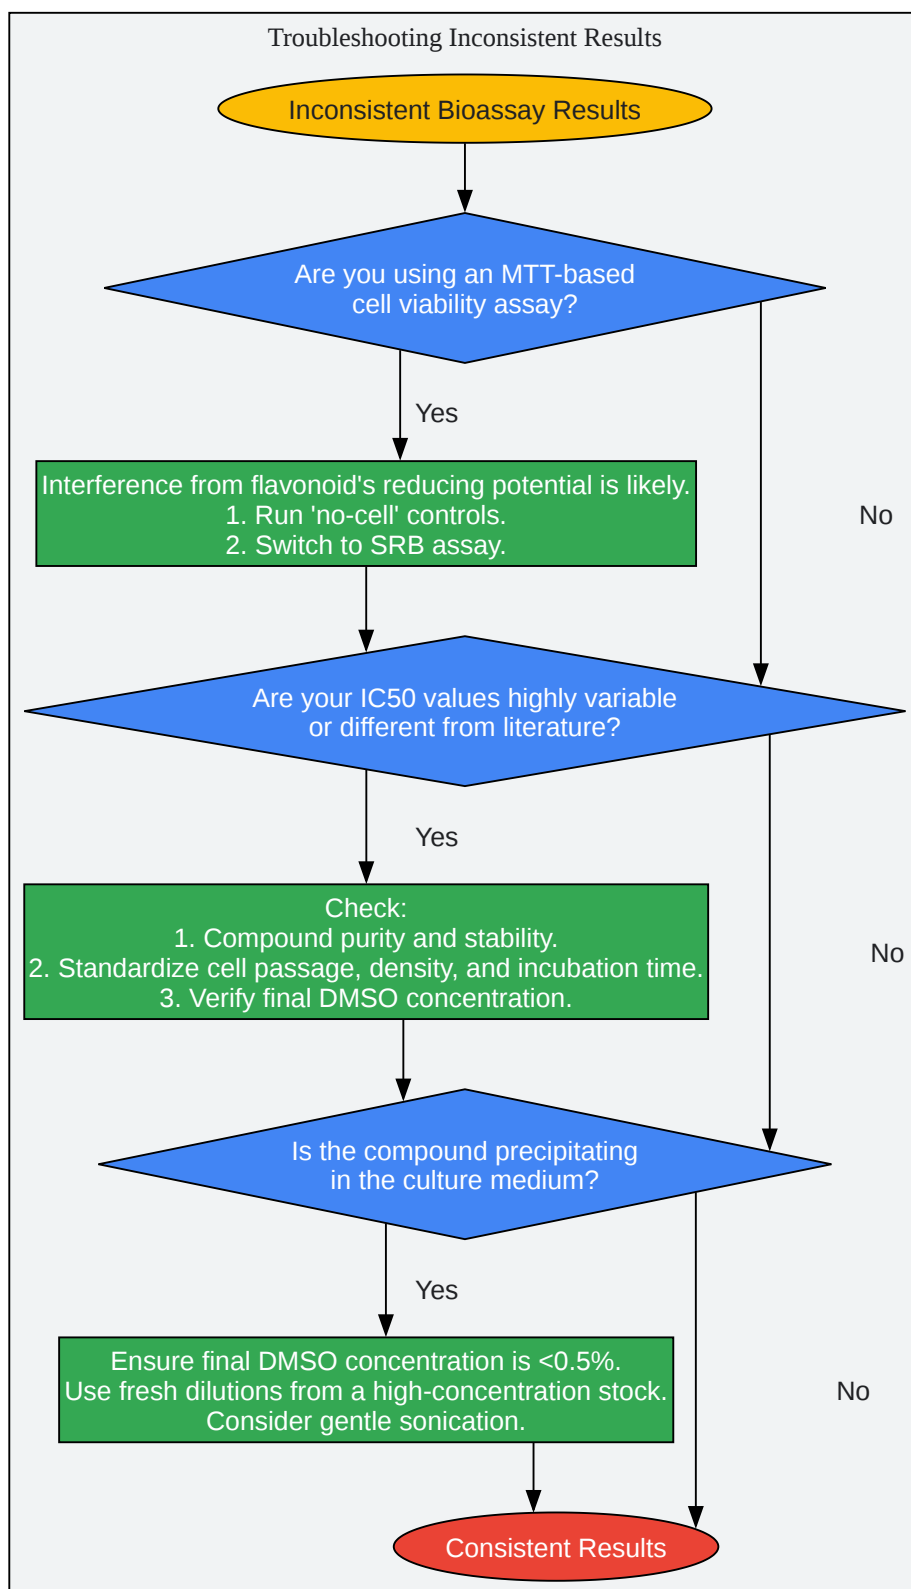 Troubleshooting Inconsistent Results
Inconsistent Bioassay Results
Are you using an MTT-based
cell viability assay?
Yes
Interference from flavonoid's reducing potential is likely.
1. Run 'no-cell' controls.
2. Switch to SRB assay.
No
Are your IC50 values highly variable
or different from literature?
Yes
Check:
1. Compound purity and stability.
2. Standardize cell passage, density, and incubation time.
3. Verify final DMSO concentration.
No
Is the compound precipitating
in the culture medium?
Yes
Ensure final DMSO concentration is <0.5%.
Use fresh dilutions from a high-concentration stock.
Consider gentle sonication.
No
Consistent Results